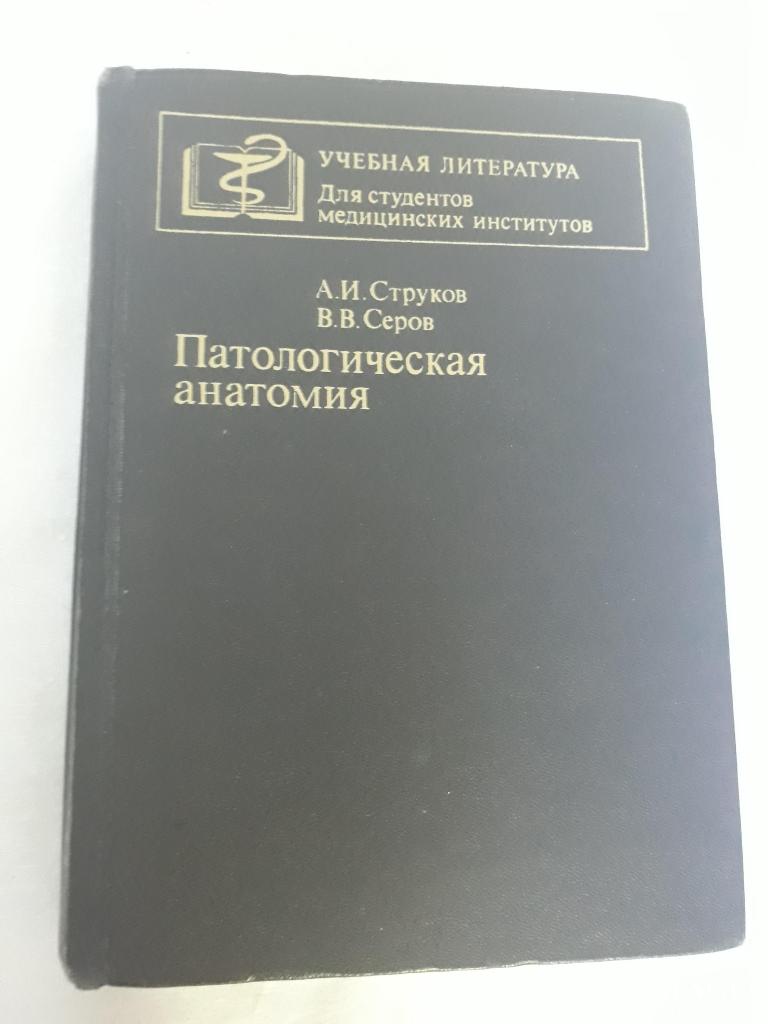 УЧЕБНАЯ ЛИТЕРАТУРА
Для студентов
медицинских институтов
А.И.Струков
В.В.Серов
Патологическая
анатомия